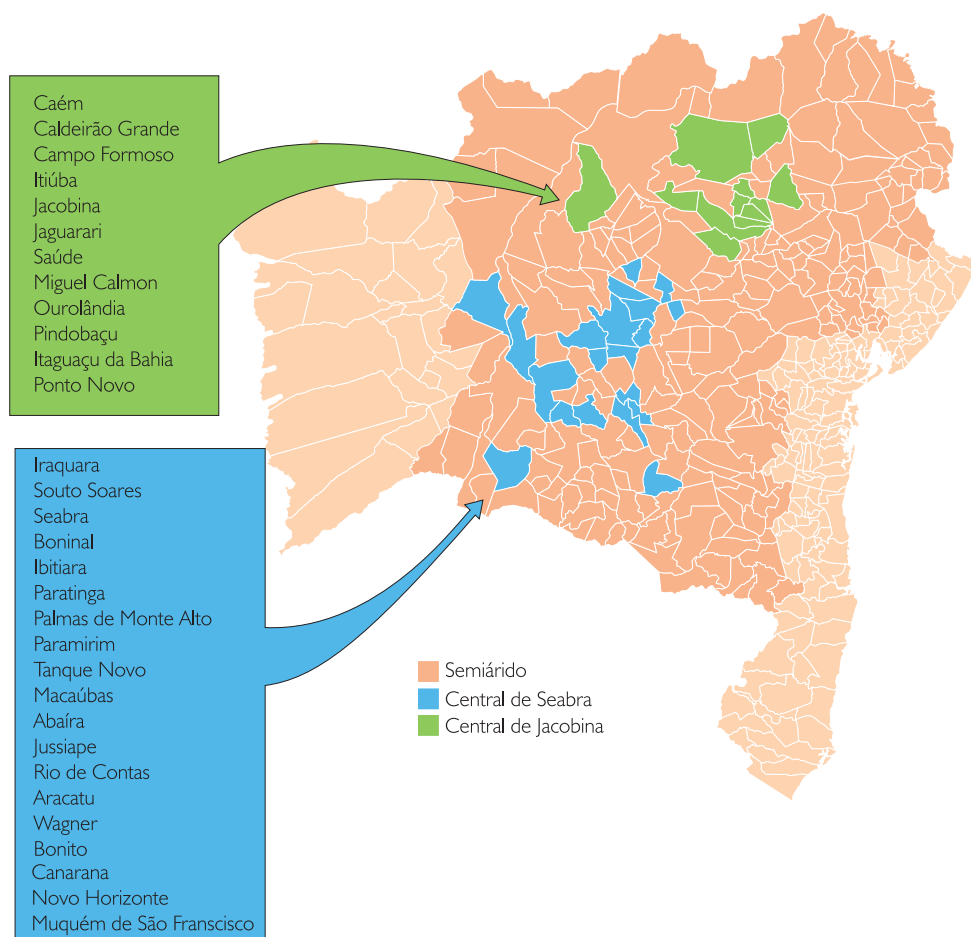 Caém
Caldeirão Grande
Campo Formoso
Itiúba
Jacobina
Jaguarari
Saúde
Miguel Calmon
Ourolândia
Pindobaçu
Itaguaçu da Bahia
Ponto Novo
Iraquara
Souto Soares
Seabra
Boninal
Ibitiara
Paratinga
Palmas de Monte Alto
Paramirim
Tanque Novo
Macaúbas
Abaíra
Jussiape
Rio de Contas
Aracatu
Wagner
Bonito
Canarana
Novo Horizonte
Muquém de São Franscisco
Semiárido
Central de Seabra
Central de Jacobina